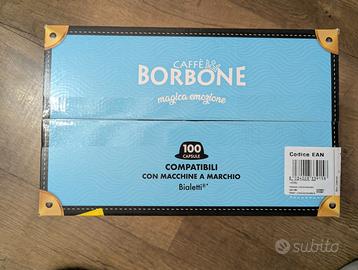 CAFFÈ
BORBONE
magica emozione
100
CAPSULE
COMPATIBILI
CON MACCHINE A MARCHIO
Bialetti®*
Codice EAN
subito